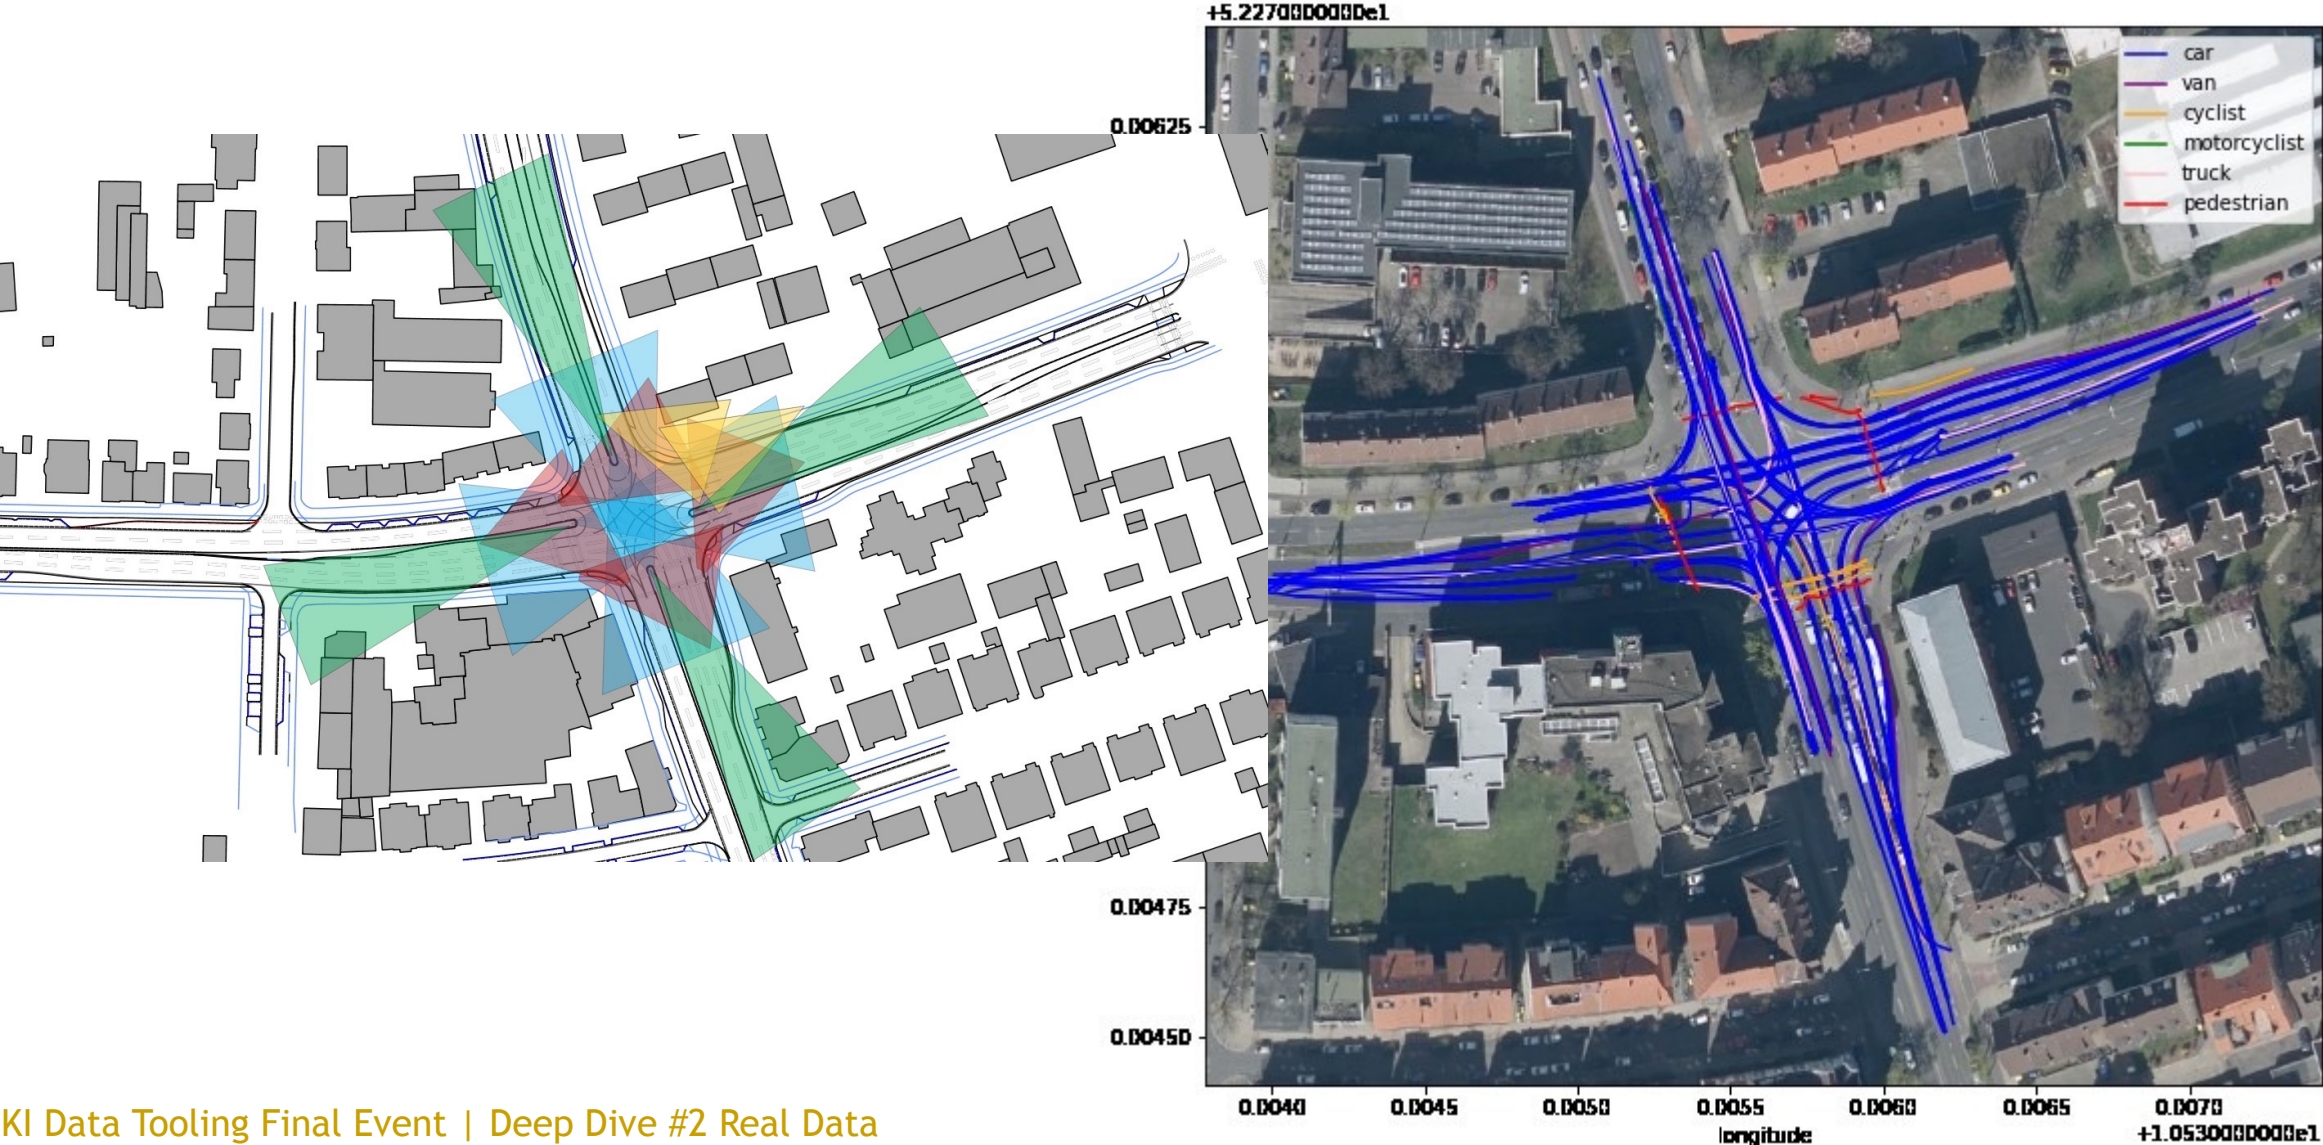 +5.2270000000e1
car
van
cyclist
motorcyclist
truck
pedestrian
0.00625
0.00475
0.00450
0.0040 0.0045 0.0050 0.0055 0.0060 0.0065 0.0070
longitude
+1.0530000000e1
KI Data Tooling Final Event | Deep Dive #2 Real Data